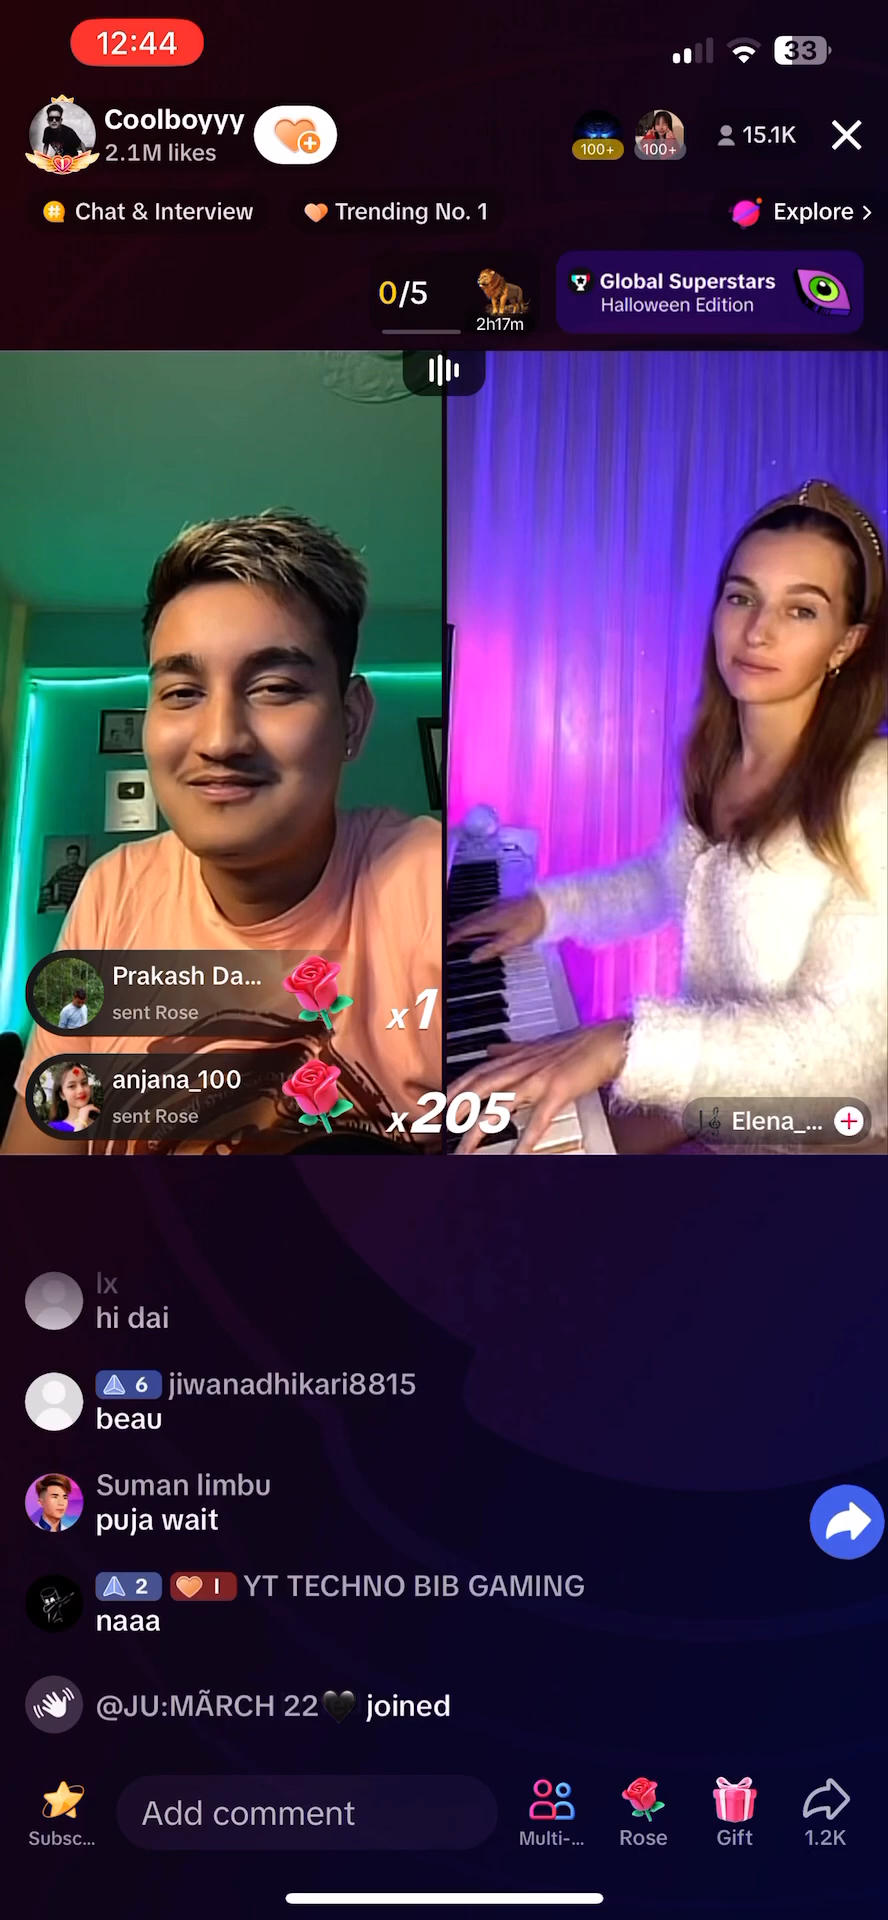 12:44
33
Coolboyyy
2.1M likes
100+
100+
15.1K
Chat & Interview
Trending No. 1
Explore >
0/5
2h17m
Global Superstars
Halloween Edition
Prakash Da...
sent Rose
x1
anjana_100
sent Rose
x205
Elena_...
lx
hi dai
6 jiwanadhikari8815
beau
Suman limbu
puja wait
2 I YT TECHNO BIB GAMING
naaa
@JU:MÃRCH 22🖤 joined
Subsc...
Add comment
Multi-...
Rose
Gift
1.2K